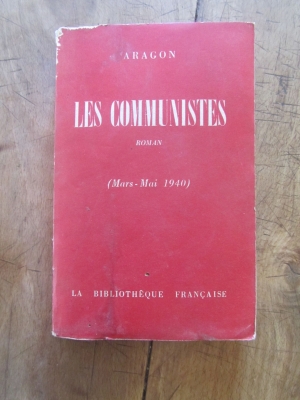 ARAGON
LES COMMUNISTES
ROMAN
(Mars-Mai 1940)
LA BIBLIOTHÈQUE FRANÇAISE